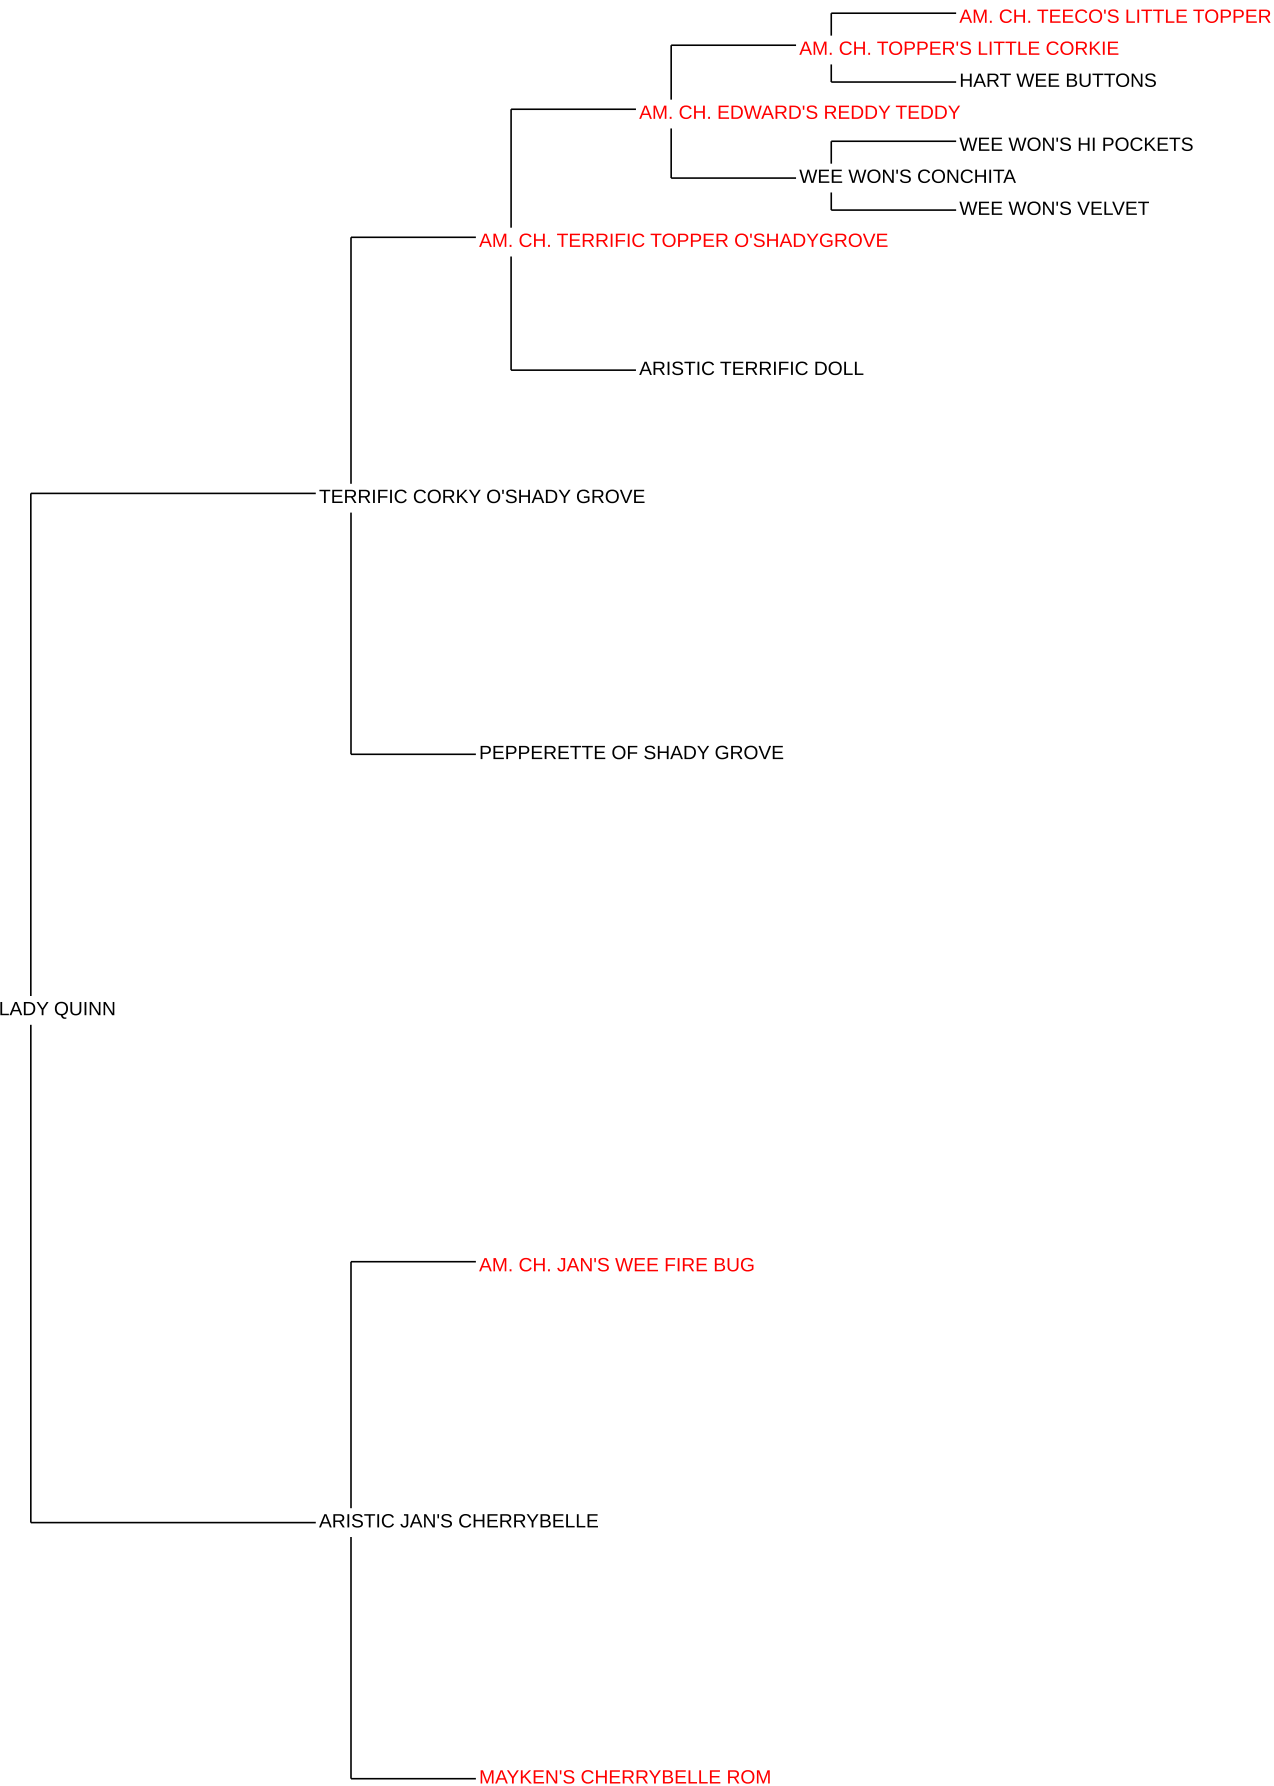 AM. CH. TEECO'S LITTLE TOPPER
AM. CH. TOPPER'S LITTLE CORKIE
HART WEE BUTTONS
AM. CH. EDWARD'S REDDY TEDDY
WEE WON'S HI POCKETS
WEE WON'S CONCHITA
WEE WON'S VELVET
AM. CH. TERRIFIC TOPPER O'SHADYGROVE
ARISTIC TERRIFIC DOLL
TERRIFIC CORKY O'SHADY GROVE
PEPPERETTE OF SHADY GROVE
LADY QUINN
AM. CH. JAN'S WEE FIRE BUG
ARISTIC JAN'S CHERRYBELLE
MAYKEN'S CHERRYBELLE ROM